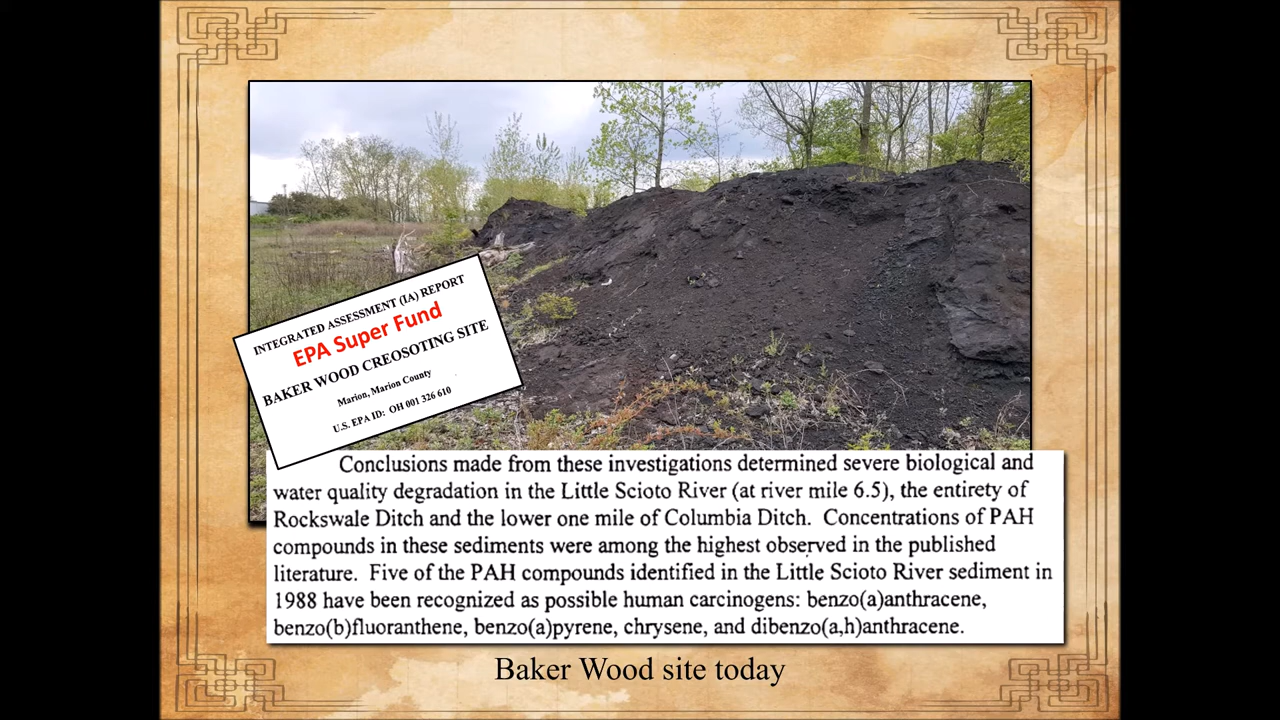 INTEGRATED ASSESSMENT (IA) REPORT
EPA Super Fund
BAKER WOOD CREOSOTING SITE
Marion, Marion County
U.S. EPA ID: OH 001 326 610
Conclusions made from these investigations determined severe biological and
water quality degradation in the Little Scioto River (at river mile 6.5), the entirety of
Rockswale Ditch and the lower one mile of Columbia Ditch. Concentrations of PAH
compounds in these sediments were among the highest observed in the published
literature. Five of the PAH compounds identified in the Little Scioto River sediment in
1988 have been recognized as possible human carcinogens: benzo(a)anthracene,
benzo(b)fluoranthene, benzo(a)pyrene, chrysene, and dibenzo(a,h)anthracene.
Baker Wood site today